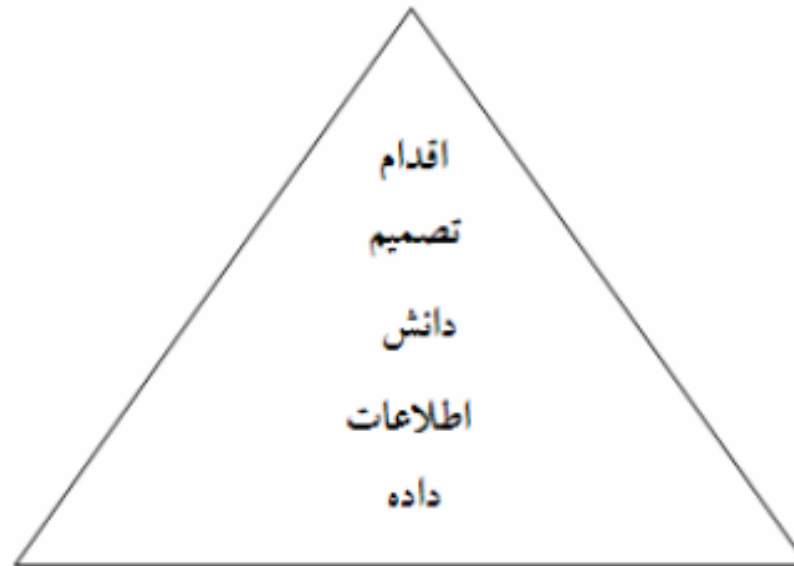 اقدام
تصمیم
دانش
اطلاعات
داده